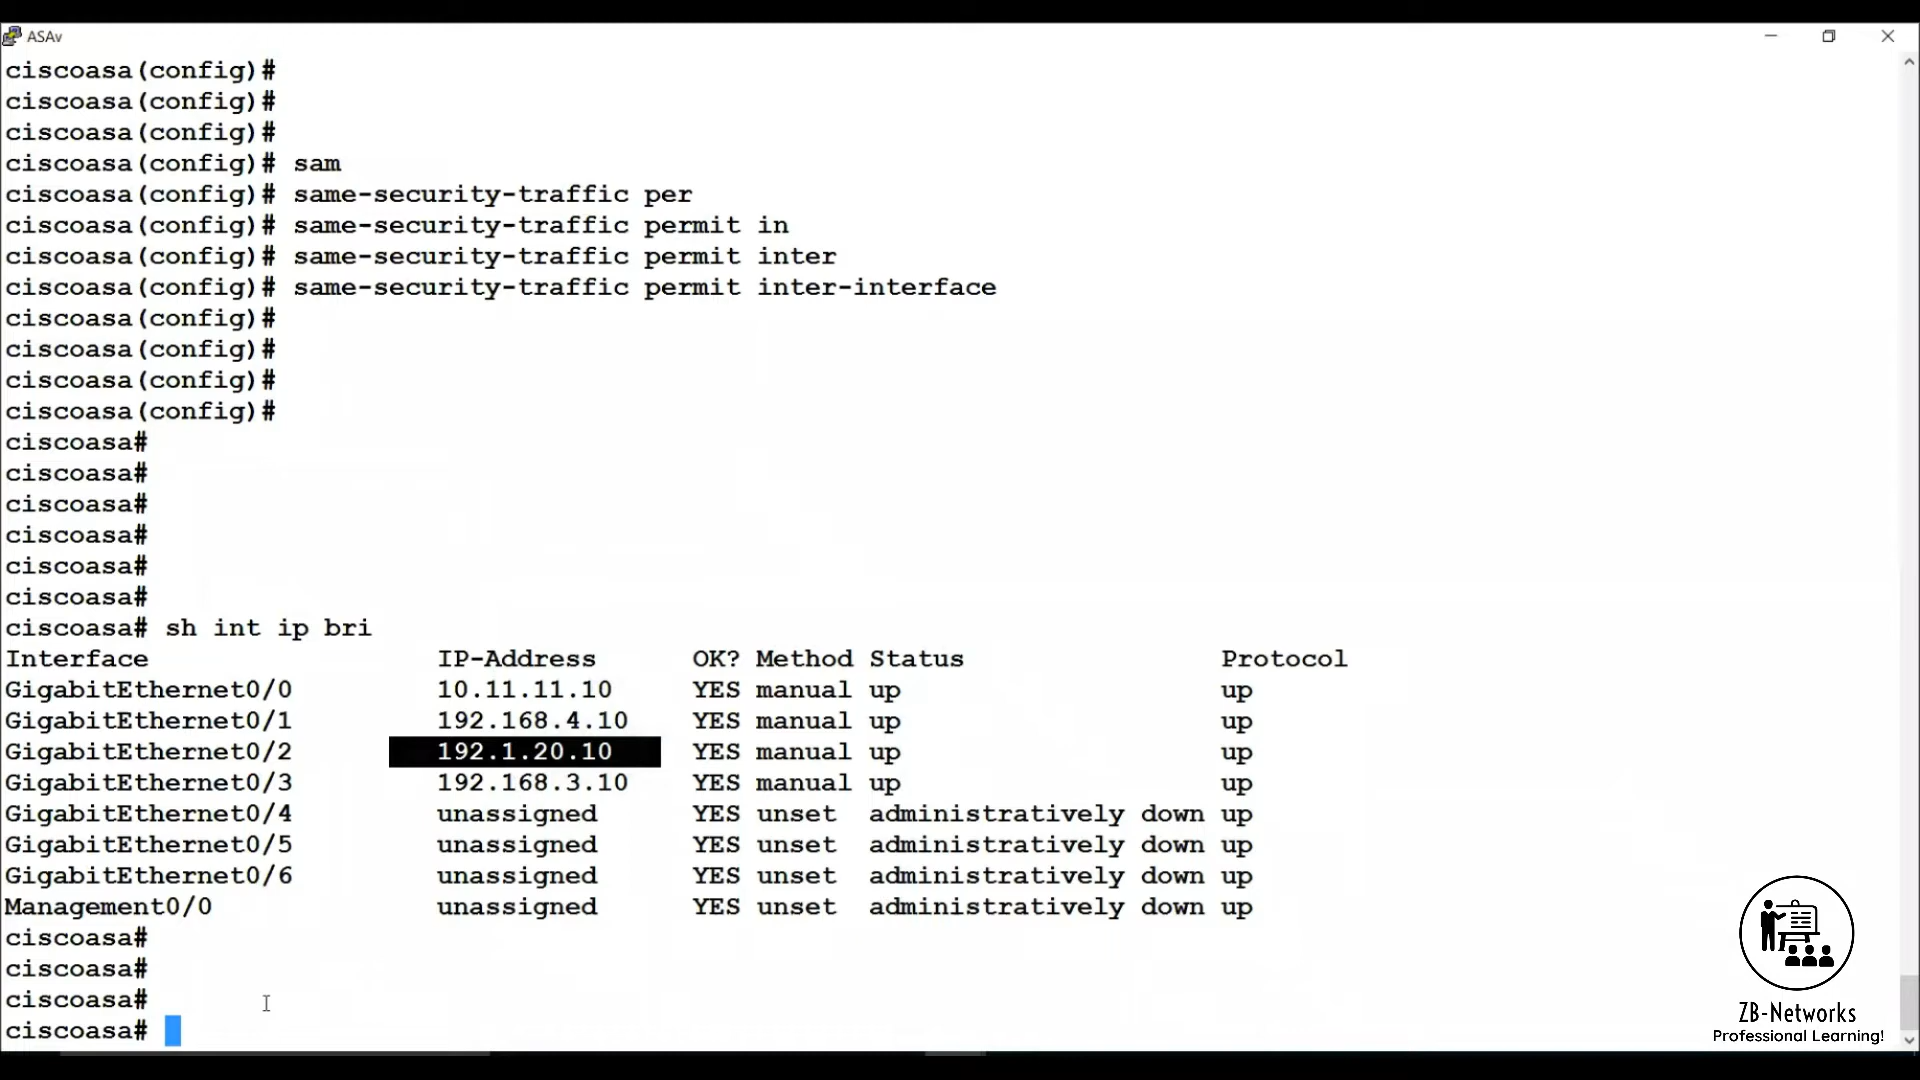 ASAv
ciscoasa(config)#
ciscoasa(config)#
ciscoasa(config)#
ciscoasa(config)# sam
ciscoasa(config)# same-security-traffic per
ciscoasa(config)# same-security-traffic permit in
ciscoasa(config)# same-security-traffic permit inter
ciscoasa(config)# same-security-traffic permit inter-interface
ciscoasa(config)#
ciscoasa(config)#
ciscoasa(config)#
ciscoasa(config)#
ciscoasa#
ciscoasa#
ciscoasa#
ciscoasa#
ciscoasa#
ciscoasa#
ciscoasa# sh int ip bri
Interface IP-Address OK? Method Status Protocol
GigabitEthernet0/0 10.11.11.10 YES manual up up
GigabitEthernet0/1 192.168.4.10 YES manual up up
GigabitEthernet0/2 192.1.20.10 YES manual up up
GigabitEthernet0/3 192.168.3.10 YES manual up up
GigabitEthernet0/4 unassigned YES unset administratively down up
GigabitEthernet0/5 unassigned YES unset administratively down up
GigabitEthernet0/6 unassigned YES unset administratively down up
Management0/0 unassigned YES unset administratively down up
ciscoasa#
ciscoasa#
ciscoasa#
ciscoasa#
ZB-Networks
Professional Learning!